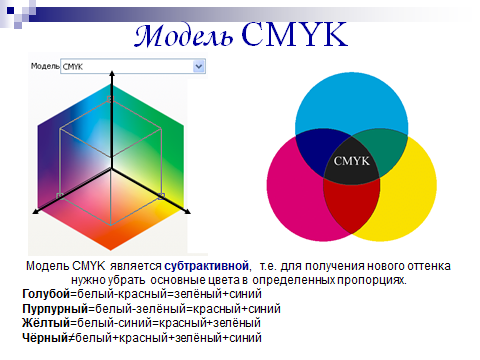 Модель CMYK
Модель CMYK
CMYK
Модель CMYK является субтрактивной, т.е. для получения нового оттенка
нужно убрать основные цвета в определенных пропорциях.
Голубой=белый-красный=зелёный+синий
Пурпурный=белый-зелёный=красный+синий
Жёлтый=белый-синий=красный+зелёный
Чёрный≠белый+красный+зелёный+синий